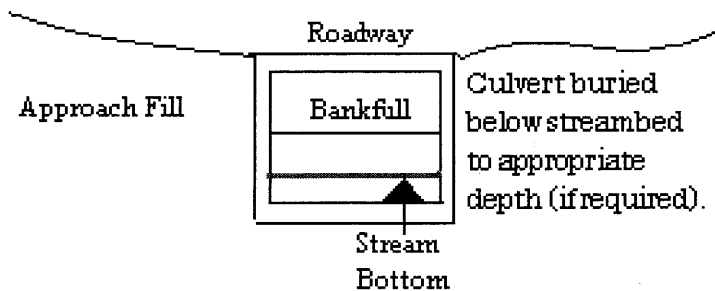 Roadway
Approach Fill
Bankfull
Culvert buried
below streambed
to appropriate
depth (if required).
Stream
Bottom